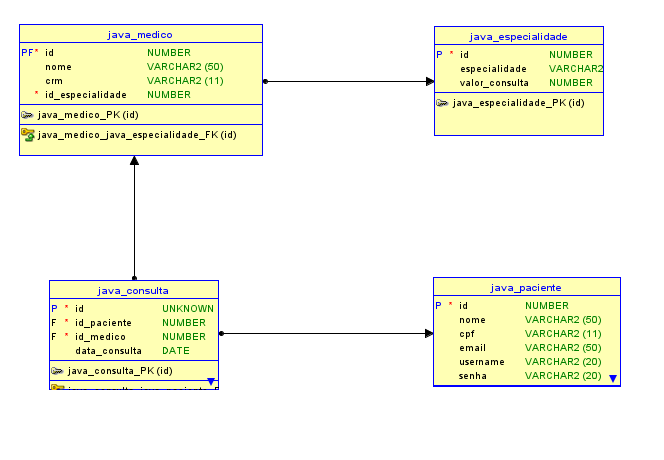 java_medico
PF* id NUMBER
nome VARCHAR2 (50)
crm VARCHAR2 (11)
* id_especialidade NUMBER
java_medico_PK (id)
java_medico_java_especialidade_FK (id)
java_especialidade
P * id NUMBER
especialidade VARCHAR2
valor_consulta NUMBER
java_especialidade_PK (id)
java_consulta
P * id UNKNOWN
F * id_paciente NUMBER
F * id_medico NUMBER
data_consulta DATE
java_consulta_PK (id)
java_paciente
P * id NUMBER
nome VARCHAR2 (50)
cpf VARCHAR2 (11)
email VARCHAR2 (50)
username VARCHAR2 (20)
senha VARCHAR2 (20)